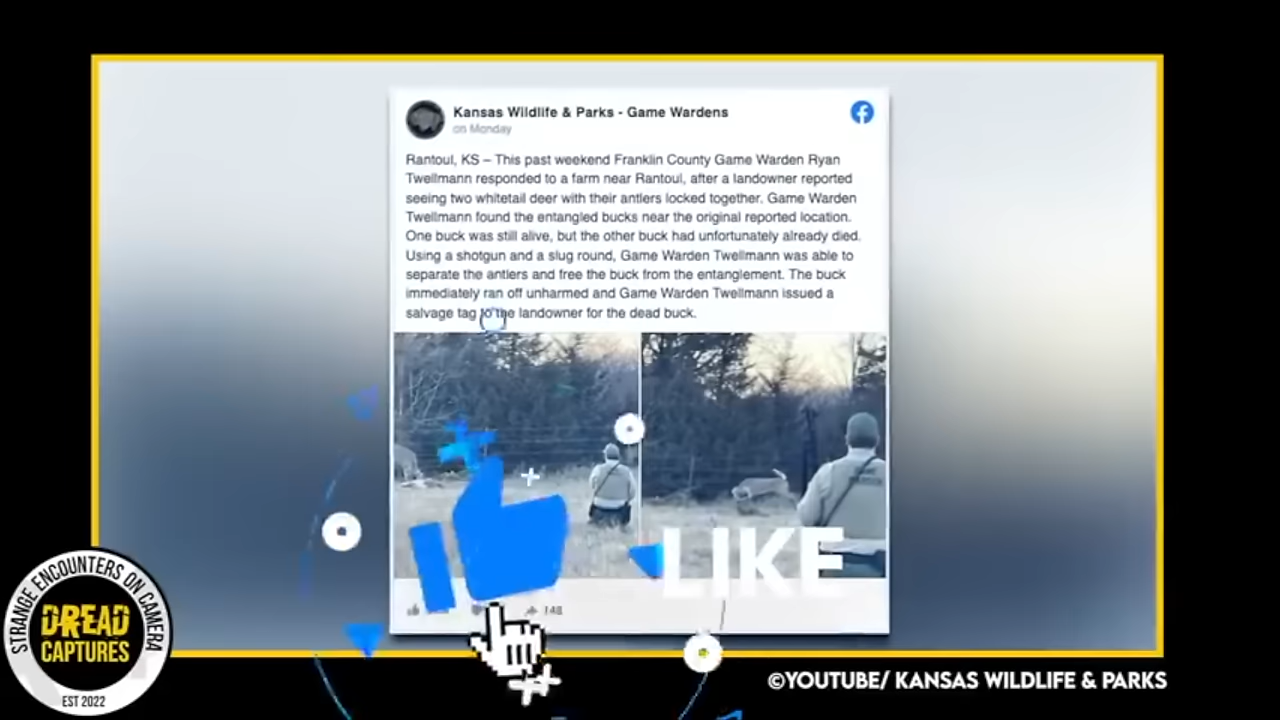 Kansas Wildlife & Parks - Game Wardens
on Monday
Rantoul, KS – This past weekend Franklin County Game Warden Ryan
Twellmann responded to a farm near Rantoul, after a landowner reported
seeing two whitetail deer with their antlers locked together. Game Warden
Twellmann found the entangled bucks near the original reported location.
One buck was still alive, but the other buck had unfortunately already died.
Using a shotgun and a slug round, Game Warden Twellmann was able to
separate the antlers and free the buck from the entanglement. The buck
immediately ran off unharmed and Game Warden Twellmann issued a
salvage tag to the landowner for the dead buck.
LIKE
148
STRANGE ENCOUNTERS ON CAMERA
DREAD
CAPTURES
EST 2022
©YOUTUBE/ KANSAS WILDLIFE & PARKS